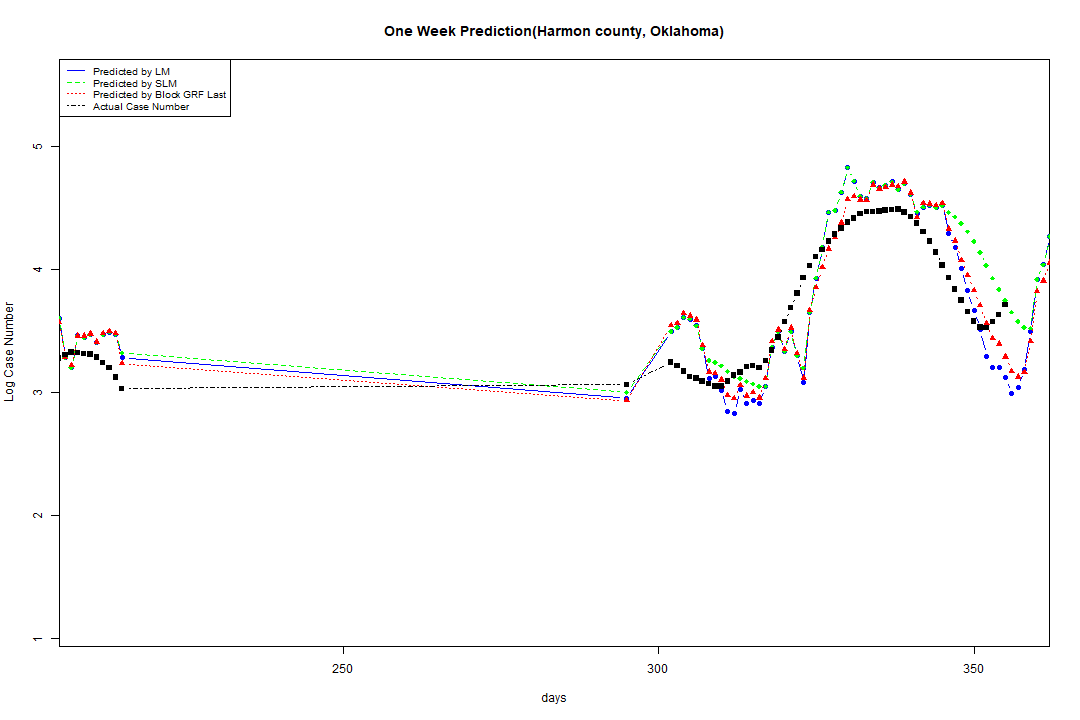 One Week Prediction(Harmon county, Oklahoma)
Predicted by LM
Predicted by SLM
Predicted by Block GRF Last
Actual Case Number
5
4
3
2
1
Log Case Number
250 300 350
days